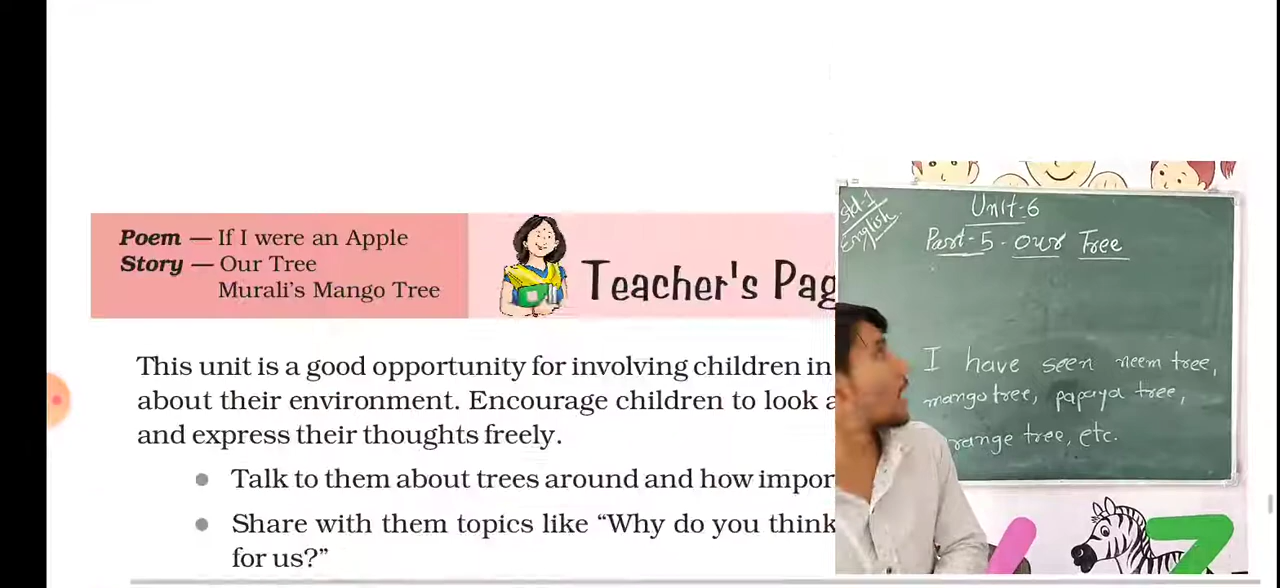 Poem — If I were an Apple
Story — Our Tree
Murali's Mango Tree
Teacher's Pag
This unit is a good opportunity for involving children in
about their environment. Encourage children to look a
and express their thoughts freely.
• Talk to them about trees around and how impor
• Share with them topics like “Why do you think
for us?”
Std-1
English.
Unit-6
Part-5-Our Tree
I have seen neem tree,
mango tree, papaya tree,
range tree, etc.